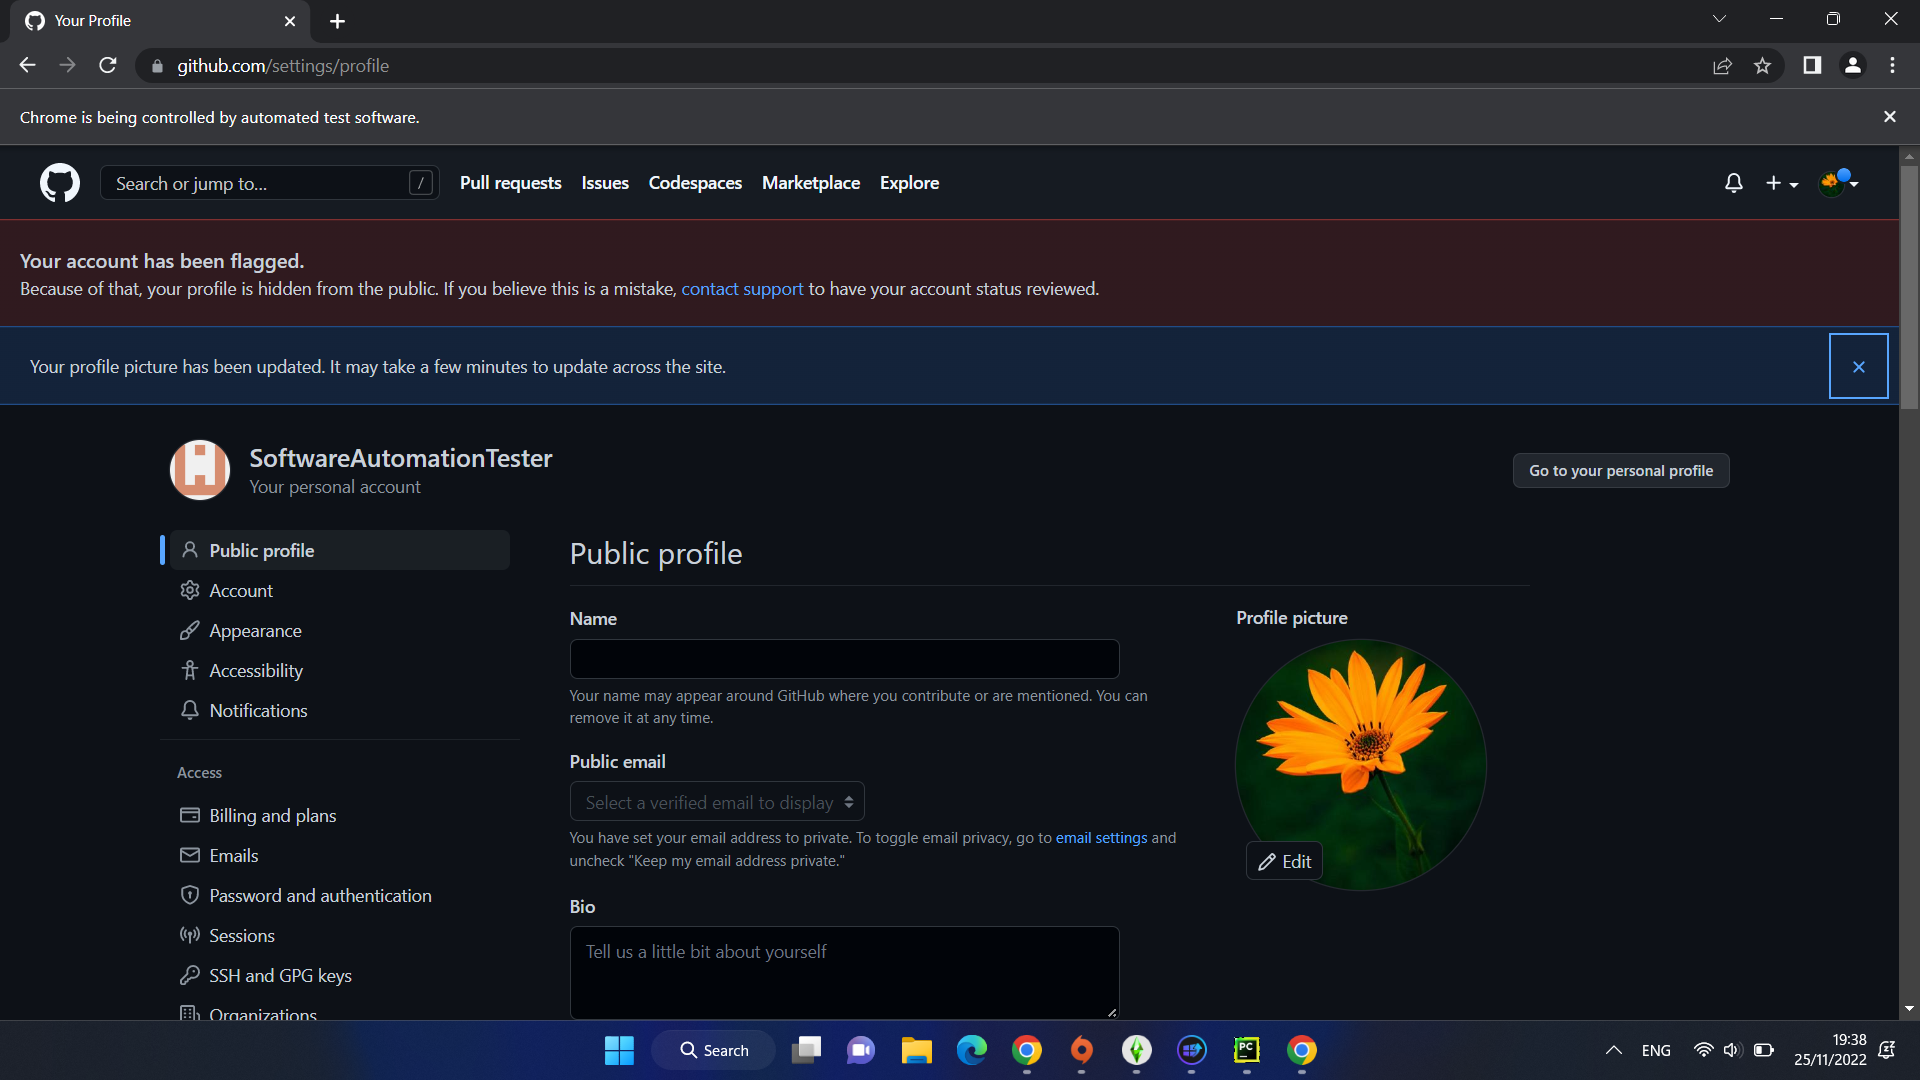 Your Profile
github.com/settings/profile
Chrome is being controlled by automated test software.
Search or jump to...
/
Pull requests
Issues
Codespaces
Marketplace
Explore
Your account has been flagged.
Because of that, your profile is hidden from the public. If you believe this is a mistake, contact support to have your account status reviewed.
Your profile picture has been updated. It may take a few minutes to update across the site.
SoftwareAutomationTester
Your personal account
Go to your personal profile
Public profile
Account
Appearance
Accessibility
Notifications
Access
Billing and plans
Emails
Password and authentication
Sessions
SSH and GPG keys
Organizations
Public profile
Name
Your name may appear around GitHub where you contribute or are mentioned. You can
remove it at any time.
Public email
Select a verified email to display
You have set your email address to private. To toggle email privacy, go to email settings and
uncheck "Keep my email address private."
Bio
Tell us a little bit about yourself
Profile picture
Edit
Search
PC
ENG
19:38
25/11/2022